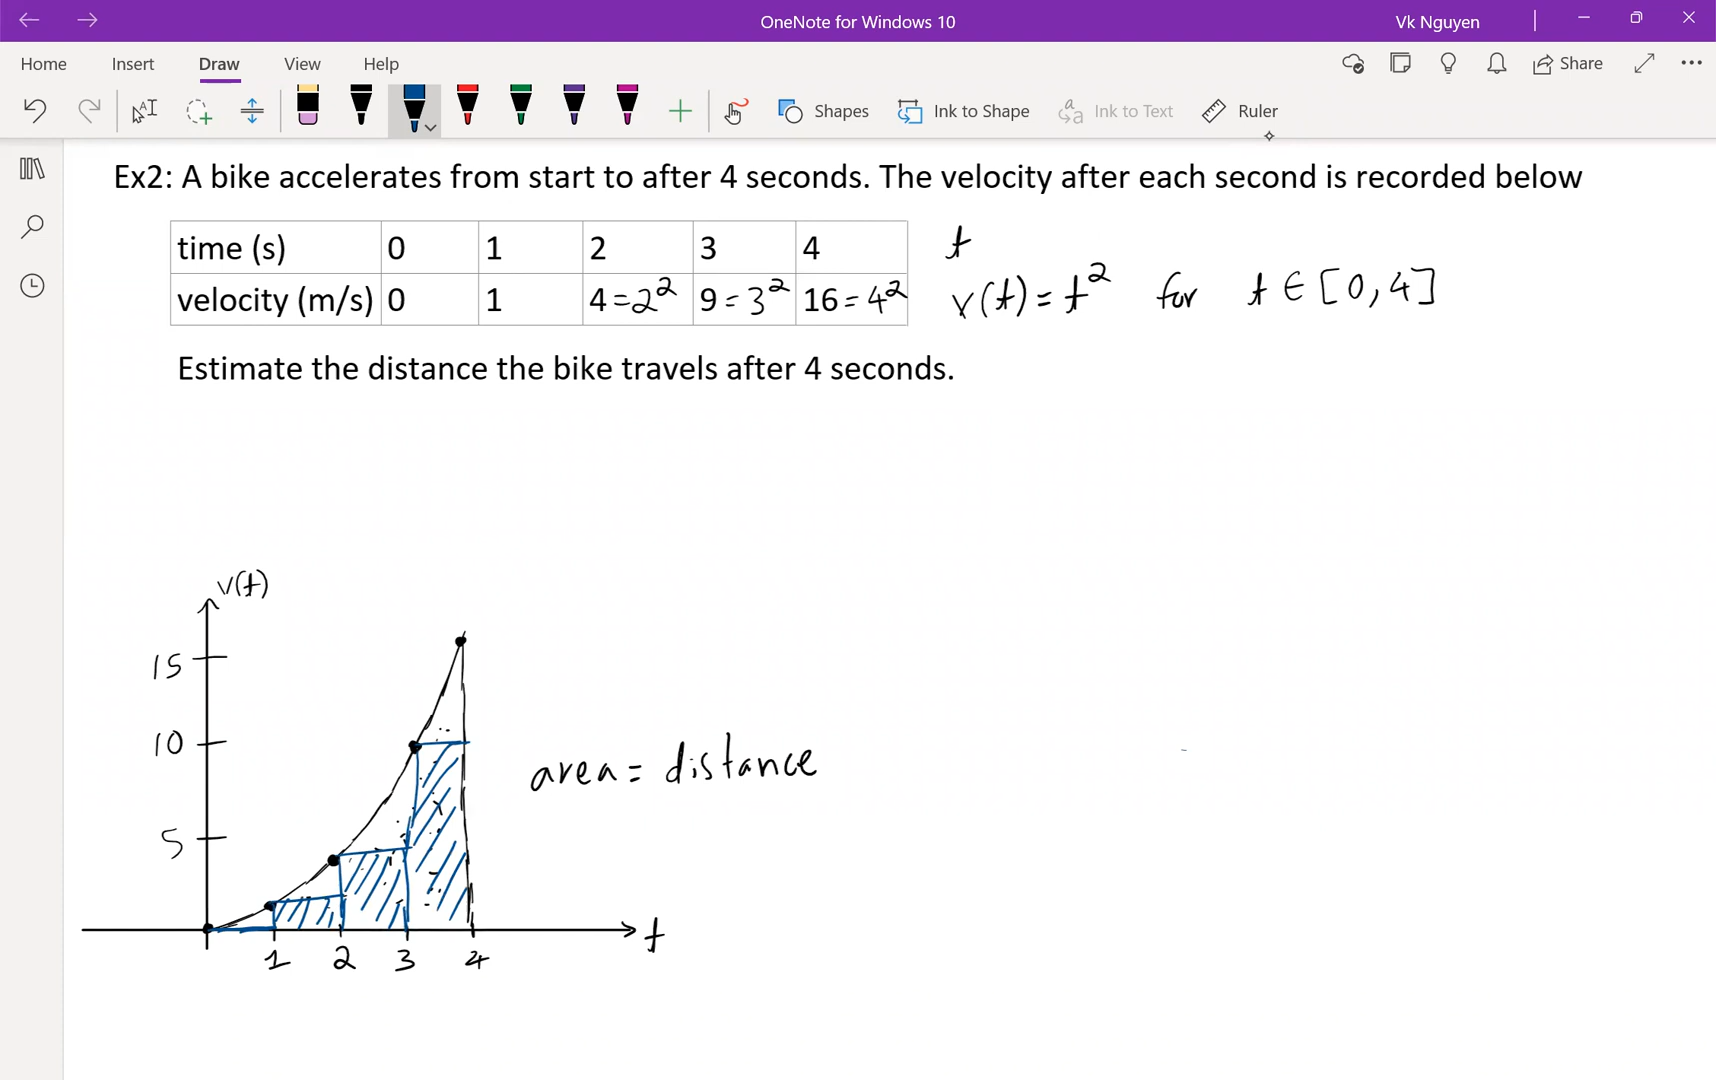 OneNote for Windows 10
Vk Nguyen
Home Insert Draw View Help
Share
Shapes Ink to Shape Ink to Text Ruler
Ex2: A bike accelerates from start to after 4 seconds. The velocity after each second is recorded below
time (s) 0 1 2 3 4 t
velocity (m/s) 0 1 4 = 2² 9 = 3² 16 = 4² v(t) = t² for t ∈ [0,4]
Estimate the distance the bike travels after 4 seconds.
v(t)
15
10
area = distance
5
t
1 2 3 4